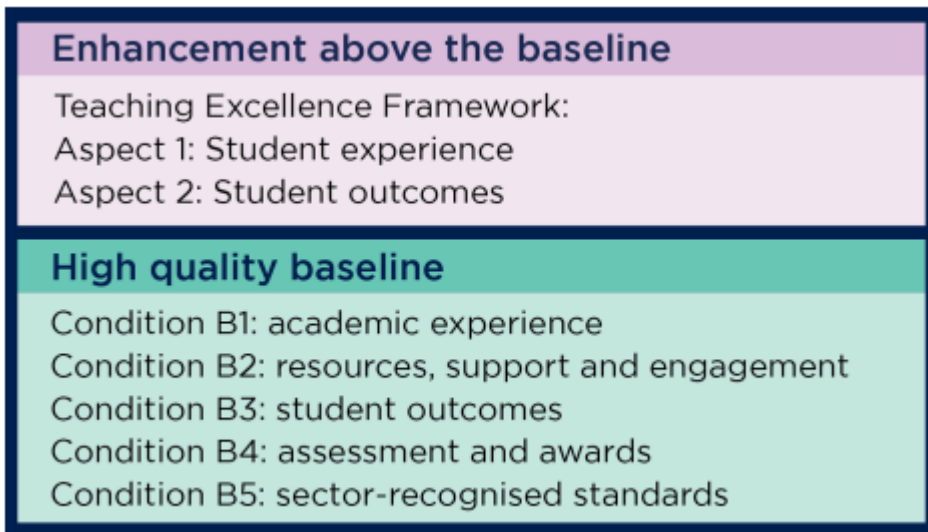 Enhancement above the baseline
Teaching Excellence Framework:
Aspect 1: Student experience
Aspect 2: Student outcomes
High quality baseline
Condition B1: academic experience
Condition B2: resources, support and engagement
Condition B3: student outcomes
Condition B4: assessment and awards
Condition B5: sector-recognised standards